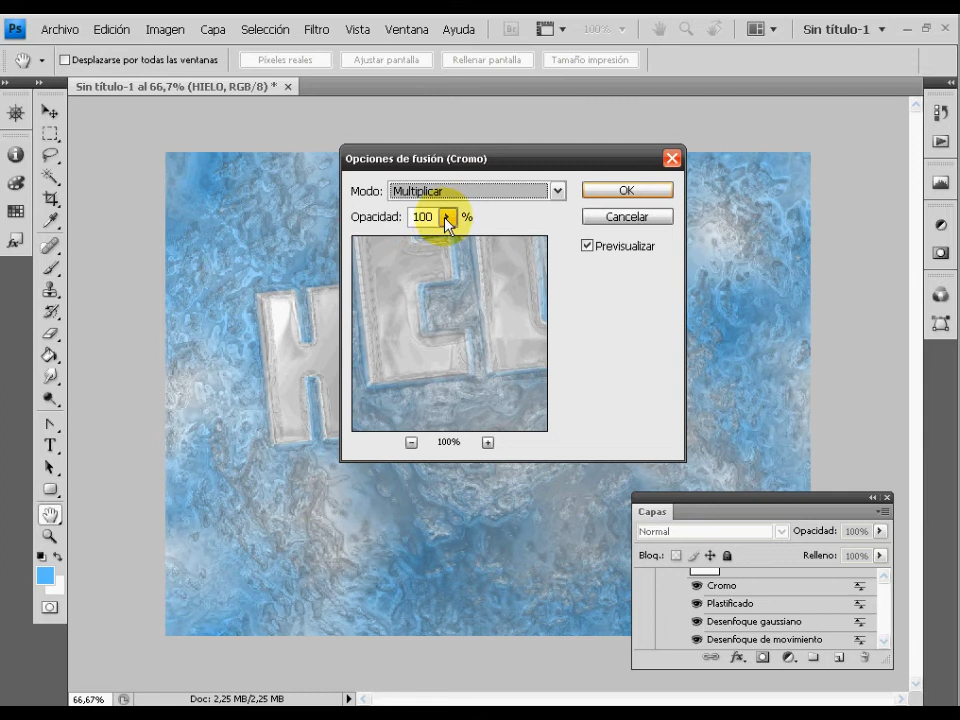 Ps Archivo Edición Imagen Capa Selección Filtro Vista Ventana Ayuda Br 100% Sin título-1
Desplazarse por todas las ventanas Píxeles reales Ajustar pantalla Rellenar pantalla Tamaño impresión
Sin título-1 al 66,7% (HIELO, RGB/8) *
Opciones de fusión (Cromo)
Modo: Multiplicar OK
Opacidad: 100 % Cancelar
Previsualizar
100%
Capas
Normal Opacidad: 100%
Bloq.: Relleno: 100%
Cromo
Plastificado
Desenfoque gaussiano
Desenfoque de movimiento
66,67% Doc: 2,25 MB/2,25 MB